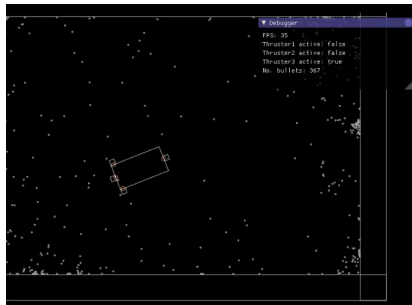 Debugger
FPS: 35
Thruster1 active: false
Thruster2 active: false
Thruster3 active: true
No. bullets: 367